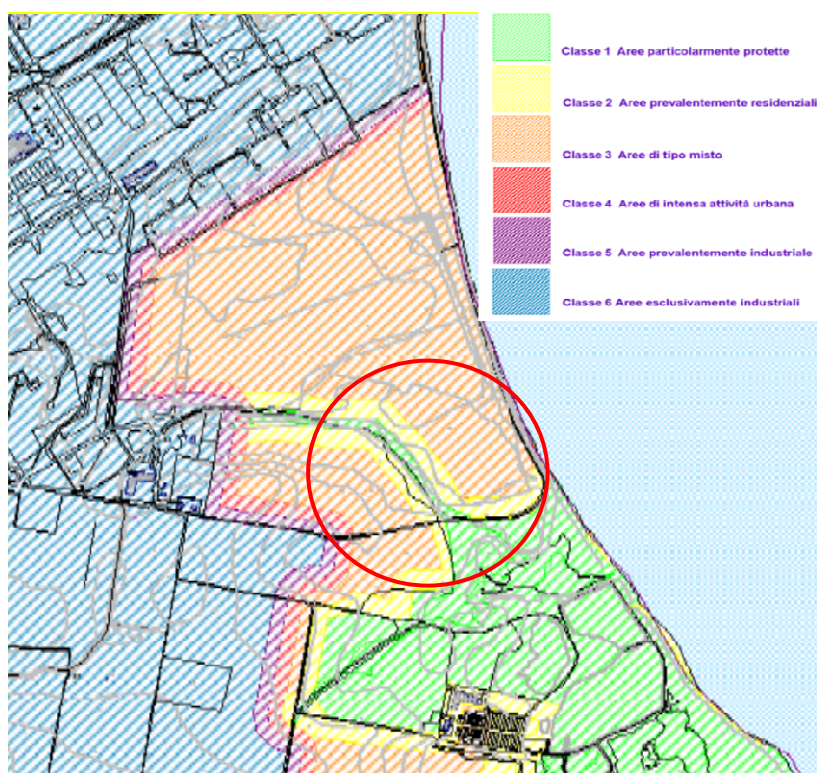 Classe 1 Aree particolarmente protette
Classe 2 Aree prevalentemente residenziali
Classe 3 Aree di tipo misto
Classe 4 Aree di intensa attività urbana
Classe 5 Aree prevalentemente industriale
Classe 6 Aree esclusivamente industriali